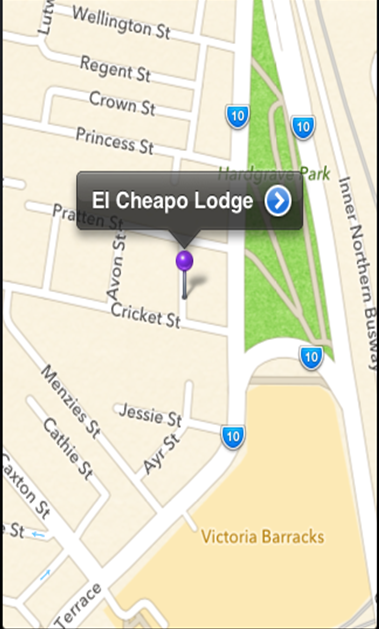 Lutw
Wellington St
Regent St
Crown St
10
10
Princess St
Hardgrave Park
El Cheapo Lodge
Inner Northern Busway
Pratten St
Avon St
Cricket St
10
Menzies St
Jessie St
Cathie St
10
Ayr St
Caxton St
e St
Victoria Barracks
Terrace